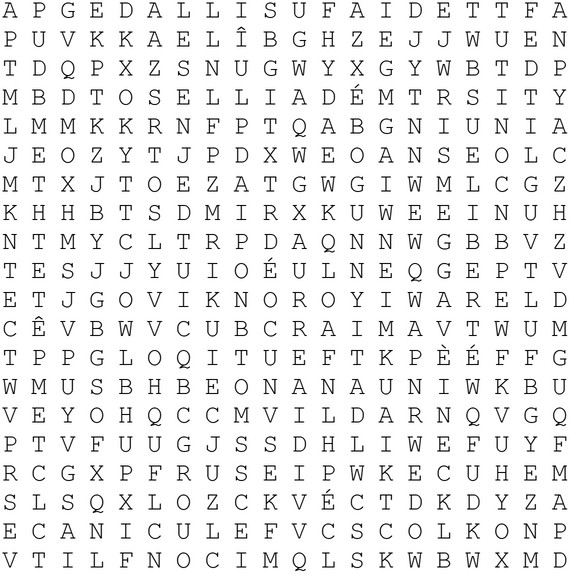 A P G E D A L L I S U F A I D E T T F A
P U V K K A E L Î B G H Z E J J W U E N
T D Q P X Z S N U G W Y X G Y W B T D P
M B D T O S E L L I A D É M T R S I T Y
L M M K K R N F P T Q A B G N I U N I A
J E O Z Y T J P D X W E O A N S E O L C
M T X J T O E Z A T G W G I W M L C G Z
K H H B T S D M I R X K U W E E I N U H
N T M Y C L T R P D A Q N N W G B B V Z
T E S J J Y U I O É U L N E Q G E P T V
E T J G O V I K N O R O Y I W A R E L D
C Ê V B W V C U B C R A I M A V T W U M
T P P G L O Q I T U E F T K P È É F F G
W M U S B H B E O N A N A U N I W K B U
V E Y O H Q C C M V I L D A R N Q V G Q
P T V F U U G J S S D H L I W E F U Y F
R C G X P F R U S E I P W K E C U H E M
S L S Q X L O Z C K V É C T D K D Y Z A
E C A N I C U L E F V C S C O L K O N P
V T I L F N O C I M Q L S K W B W X M D